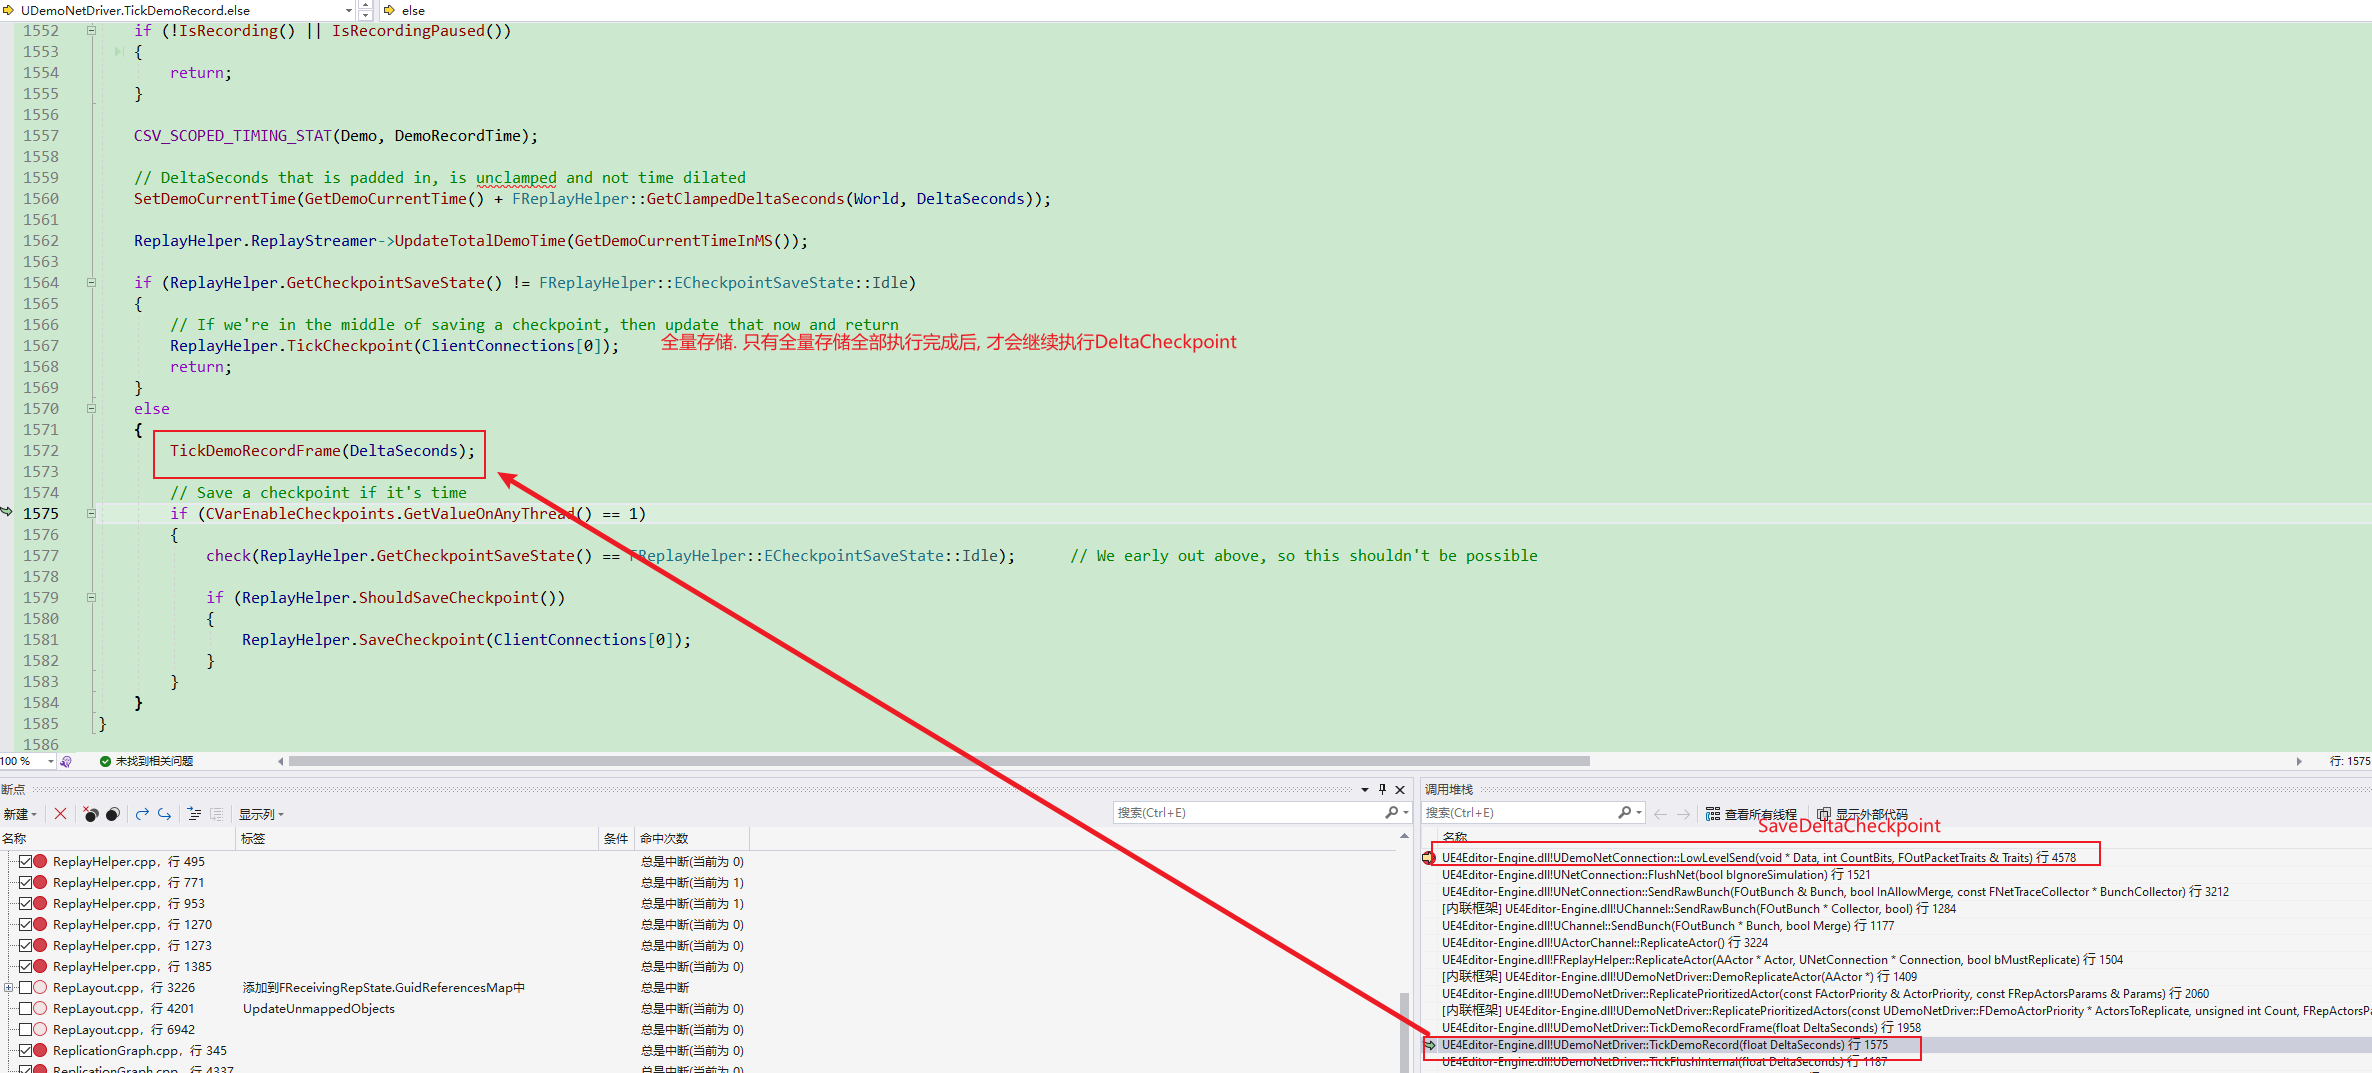 UDemoNetDriver.TickDemoRecord.else
else
1552 if (!IsRecording() || IsRecordingPaused())
1553 {
1554 return;
1555 }
1556
1557 CSV_SCOPED_TIMING_STAT(Demo, DemoRecordTime);
1558
1559 // DeltaSeconds that is padded in, is unclamped and not time dilated
1560 SetDemoCurrentTime(GetDemoCurrentTime() + FReplayHelper::GetClampedDeltaSeconds(World, DeltaSeconds));
1561
1562 ReplayHelper.ReplayStreamer->UpdateTotalDemoTime(GetDemoCurrentTimeInMS());
1563
1564 if (ReplayHelper.GetCheckpointSaveState() != FReplayHelper::ECheckpointSaveState::Idle)
1565 {
1566 // If we're in the middle of saving a checkpoint, then update that now and return
1567 ReplayHelper.TickCheckpoint(ClientConnections[0]); 全量存储. 只有全量存储全部执行完成后, 才会继续执行DeltaCheckpoint
1568 return;
1569 }
1570 else
1571 {
1572 TickDemoRecordFrame(DeltaSeconds);
1573
1574 // Save a checkpoint if it's time
1575 if (CVarEnableCheckpoints.GetValueOnAnyThread() == 1)
1576 {
1577 check(ReplayHelper.GetCheckpointSaveState() == FReplayHelper::ECheckpointSaveState::Idle); // We early out above, so this shouldn't be possible
1578
1579 if (ReplayHelper.ShouldSaveCheckpoint())
1580 {
1581 ReplayHelper.SaveCheckpoint(ClientConnections[0]);
1582 }
1583 }
1584 }
1585 }
1586
100 % 未找到相关问题 行: 1575
断点
新建 显示列 搜索(Ctrl+E)
名称 标签 条件 命中次数
ReplayHelper.cpp，行 495 总是中断(当前为 0)
ReplayHelper.cpp，行 771 总是中断(当前为 1)
ReplayHelper.cpp，行 953 总是中断(当前为 1)
ReplayHelper.cpp，行 1270 总是中断(当前为 0)
ReplayHelper.cpp，行 1273 总是中断(当前为 0)
ReplayHelper.cpp，行 1385 总是中断(当前为 0)
RepLayout.cpp，行 3226 添加到FReceivingRepState.GuidReferencesMap中 总是中断
RepLayout.cpp，行 4201 UpdateUnmappedObjects 总是中断(当前为 0)
RepLayout.cpp，行 6942 总是中断(当前为 0)
ReplicationGraph.cpp，行 345 总是中断(当前为 0)
ReplicationGraph.cpp，行 4337 总是中断(当前为 0)
调用堆栈
搜索(Ctrl+E) 查看所有线程 显示外部代码
SaveDeltaCheckpoint
名称
UE4Editor-Engine.dll!UDemoNetConnection::LowLevelSend(void * Data, int CountBits, FOutPacketTraits & Traits) 行 4578
UE4Editor-Engine.dll!UNetConnection::FlushNet(bool bIgnoreSimulation) 行 1521
UE4Editor-Engine.dll!UNetConnection::SendRawBunch(FOutBunch & Bunch, bool InAllowMerge, const FNetTraceCollector * BunchCollector) 行 3212
[内联框架] UE4Editor-Engine.dll!UChannel::SendRawBunch(FOutBunch * Collector, bool) 行 1284
UE4Editor-Engine.dll!UChannel::SendBunch(FOutBunch * Bunch, bool Merge) 行 1177
UE4Editor-Engine.dll!UActorChannel::ReplicateActor() 行 3224
UE4Editor-Engine.dll!FReplayHelper::ReplicateActor(AActor * Actor, UNetConnection * Connection, bool bMustReplicate) 行 1504
[内联框架] UE4Editor-Engine.dll!UDemoNetDriver::DemoReplicateActor(AActor *) 行 1409
UE4Editor-Engine.dll!UDemoNetDriver::ReplicatePrioritizedActor(const FActorPriority & ActorPriority, const FRepActorsParams & Params) 行 2060
[内联框架] UE4Editor-Engine.dll!UDemoNetDriver::ReplicatePrioritizedActors(const UDemoNetDriver::FDemoActorPriority * ActorsToReplicate, unsigned int Count, FRepActorsPa
UE4Editor-Engine.dll!UDemoNetDriver::TickDemoRecordFrame(float DeltaSeconds) 行 1958
UE4Editor-Engine.dll!UDemoNetDriver::TickDemoRecord(float DeltaSeconds) 行 1575
UE4Editor-Engine.dll!UDemoNetDriver::TickFlushInternal(float DeltaSeconds) 行 1187